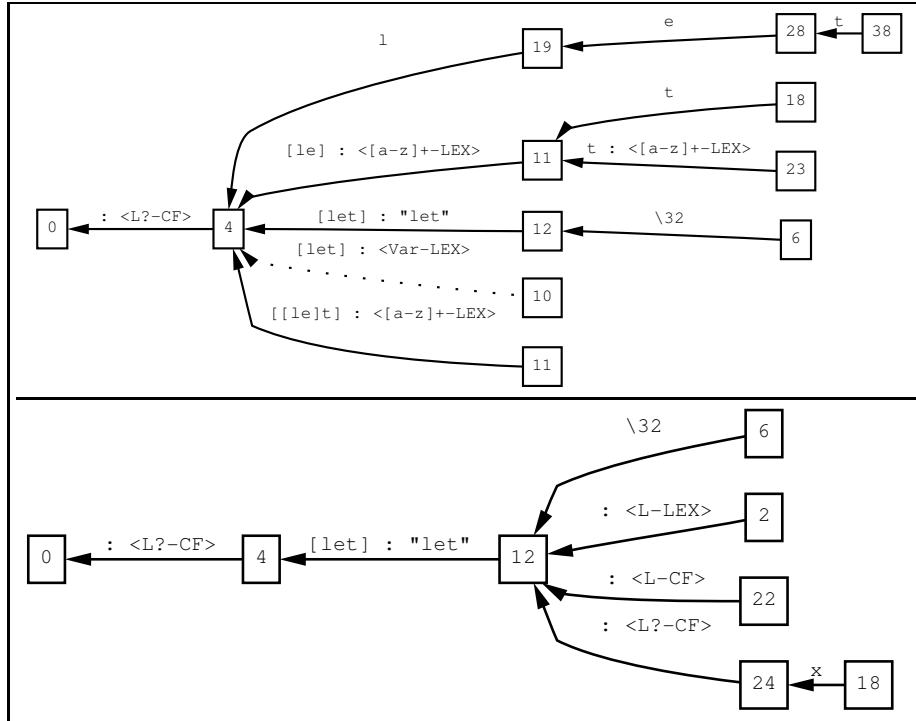 l
e
t
19
28
38
t
18
[le] : <[a-z]+-LEX>
t : <[a-z]+-LEX>
11
23
: <L?-CF>
[let] : "let"
\32
0
4
12
6
[let] : <Var-LEX>
10
[[le]t] : <[a-z]+-LEX>
11
\32
6
: <L-LEX>
2
: <L?-CF>
[let] : "let"
0
4
12
: <L-CF>
22
: <L?-CF>
x
24
18